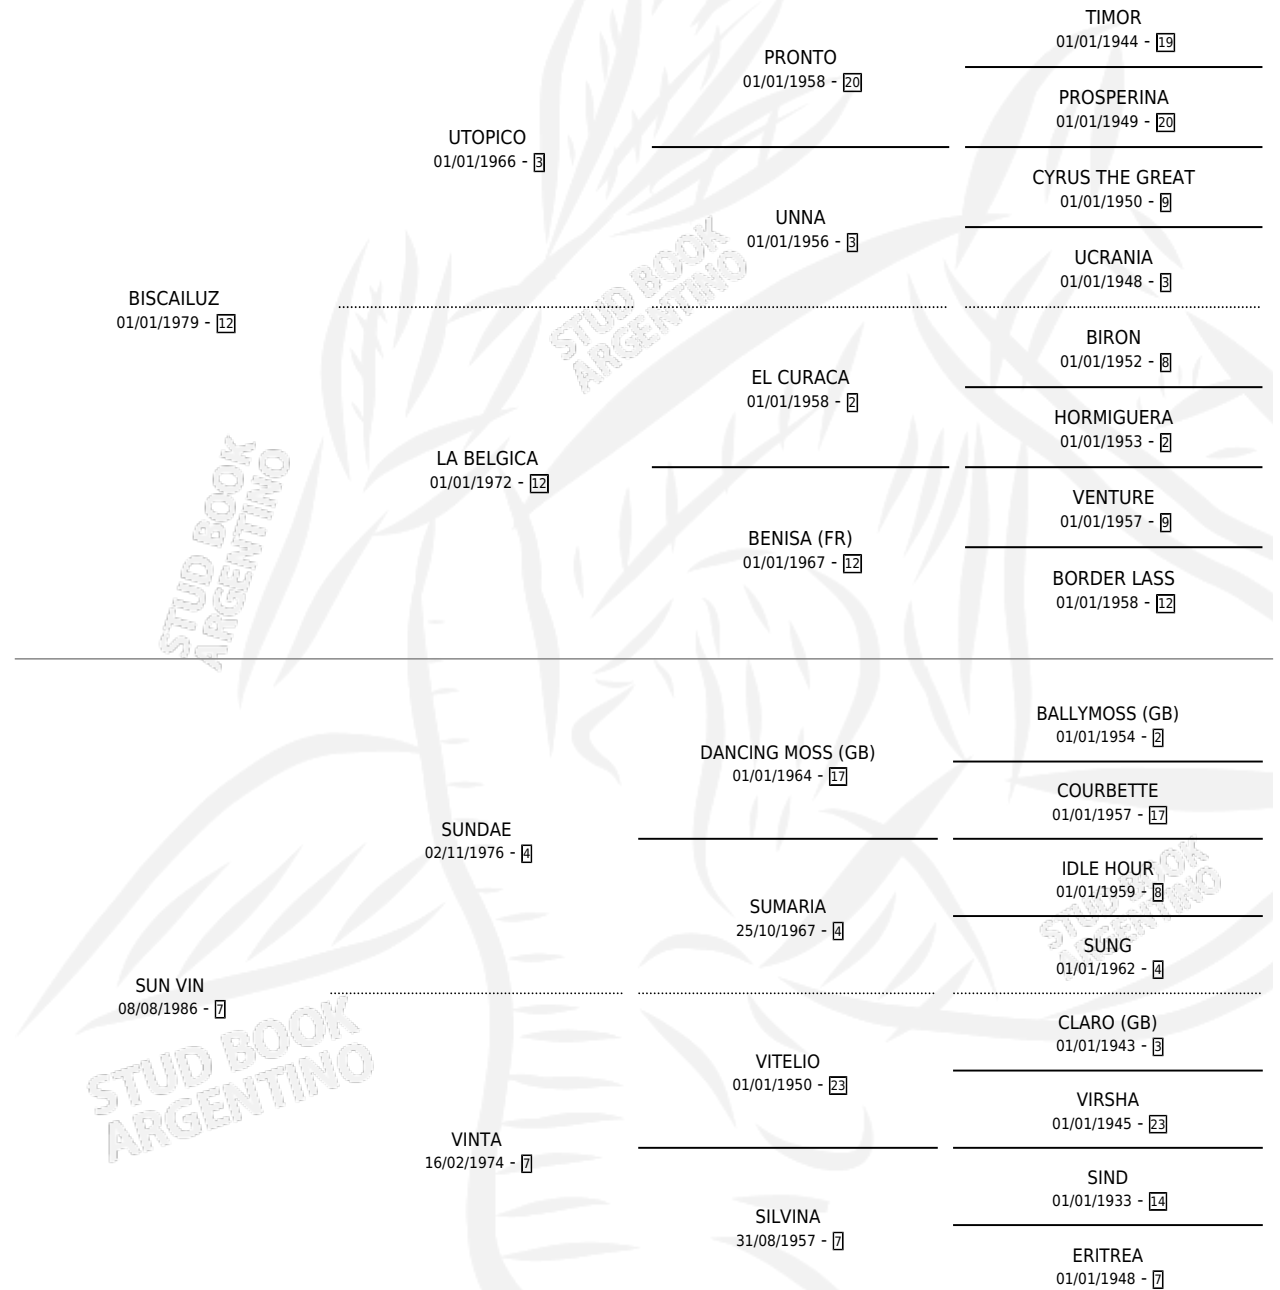 TIMOR
01/01/1944 - 19
PRONTO
01/01/1958 - 20
PROSPERINA
01/01/1949 - 20
UTOPICO
01/01/1966 - 3
CYRUS THE GREAT
01/01/1950 - 9
UNNA
01/01/1956 - 3
UCRANIA
01/01/1948 - 3
BISCAILUZ
01/01/1979 - 12
STUD BOOK
ARGENTINO
BIRON
01/01/1952 - 8
EL CURACA
01/01/1958 - 2
HORMIGUERA
01/01/1953 - 2
LA BELGICA
01/01/1972 - 12
VENTURE
01/01/1957 - 9
BENISA (FR)
01/01/1967 - 12
BORDER LASS
01/01/1958 - 12
STUD BOOK
ARGENTINO
BALLYMOSS (GB)
01/01/1954 - 2
DANCING MOSS (GB)
01/01/1964 - 17
COURBETTE
01/01/1957 - 17
SUNDAE
02/11/1976 - 4
IDLE HOUR
01/01/1959 - 8
SUMARIA
25/10/1967 - 4
STUD BOOK
ARGENTINO
SUNG
01/01/1962 - 4
SUN VIN
08/08/1986 - 7
CLARO (GB)
01/01/1943 - 3
VITELIO
01/01/1950 - 23
STUD BOOK
ARGENTINO
VIRSHA
01/01/1945 - 23
VINTA
16/02/1974 - 7
SIND
01/01/1933 - 14
SILVINA
31/08/1957 - 7
ERITREA
01/01/1948 - 7